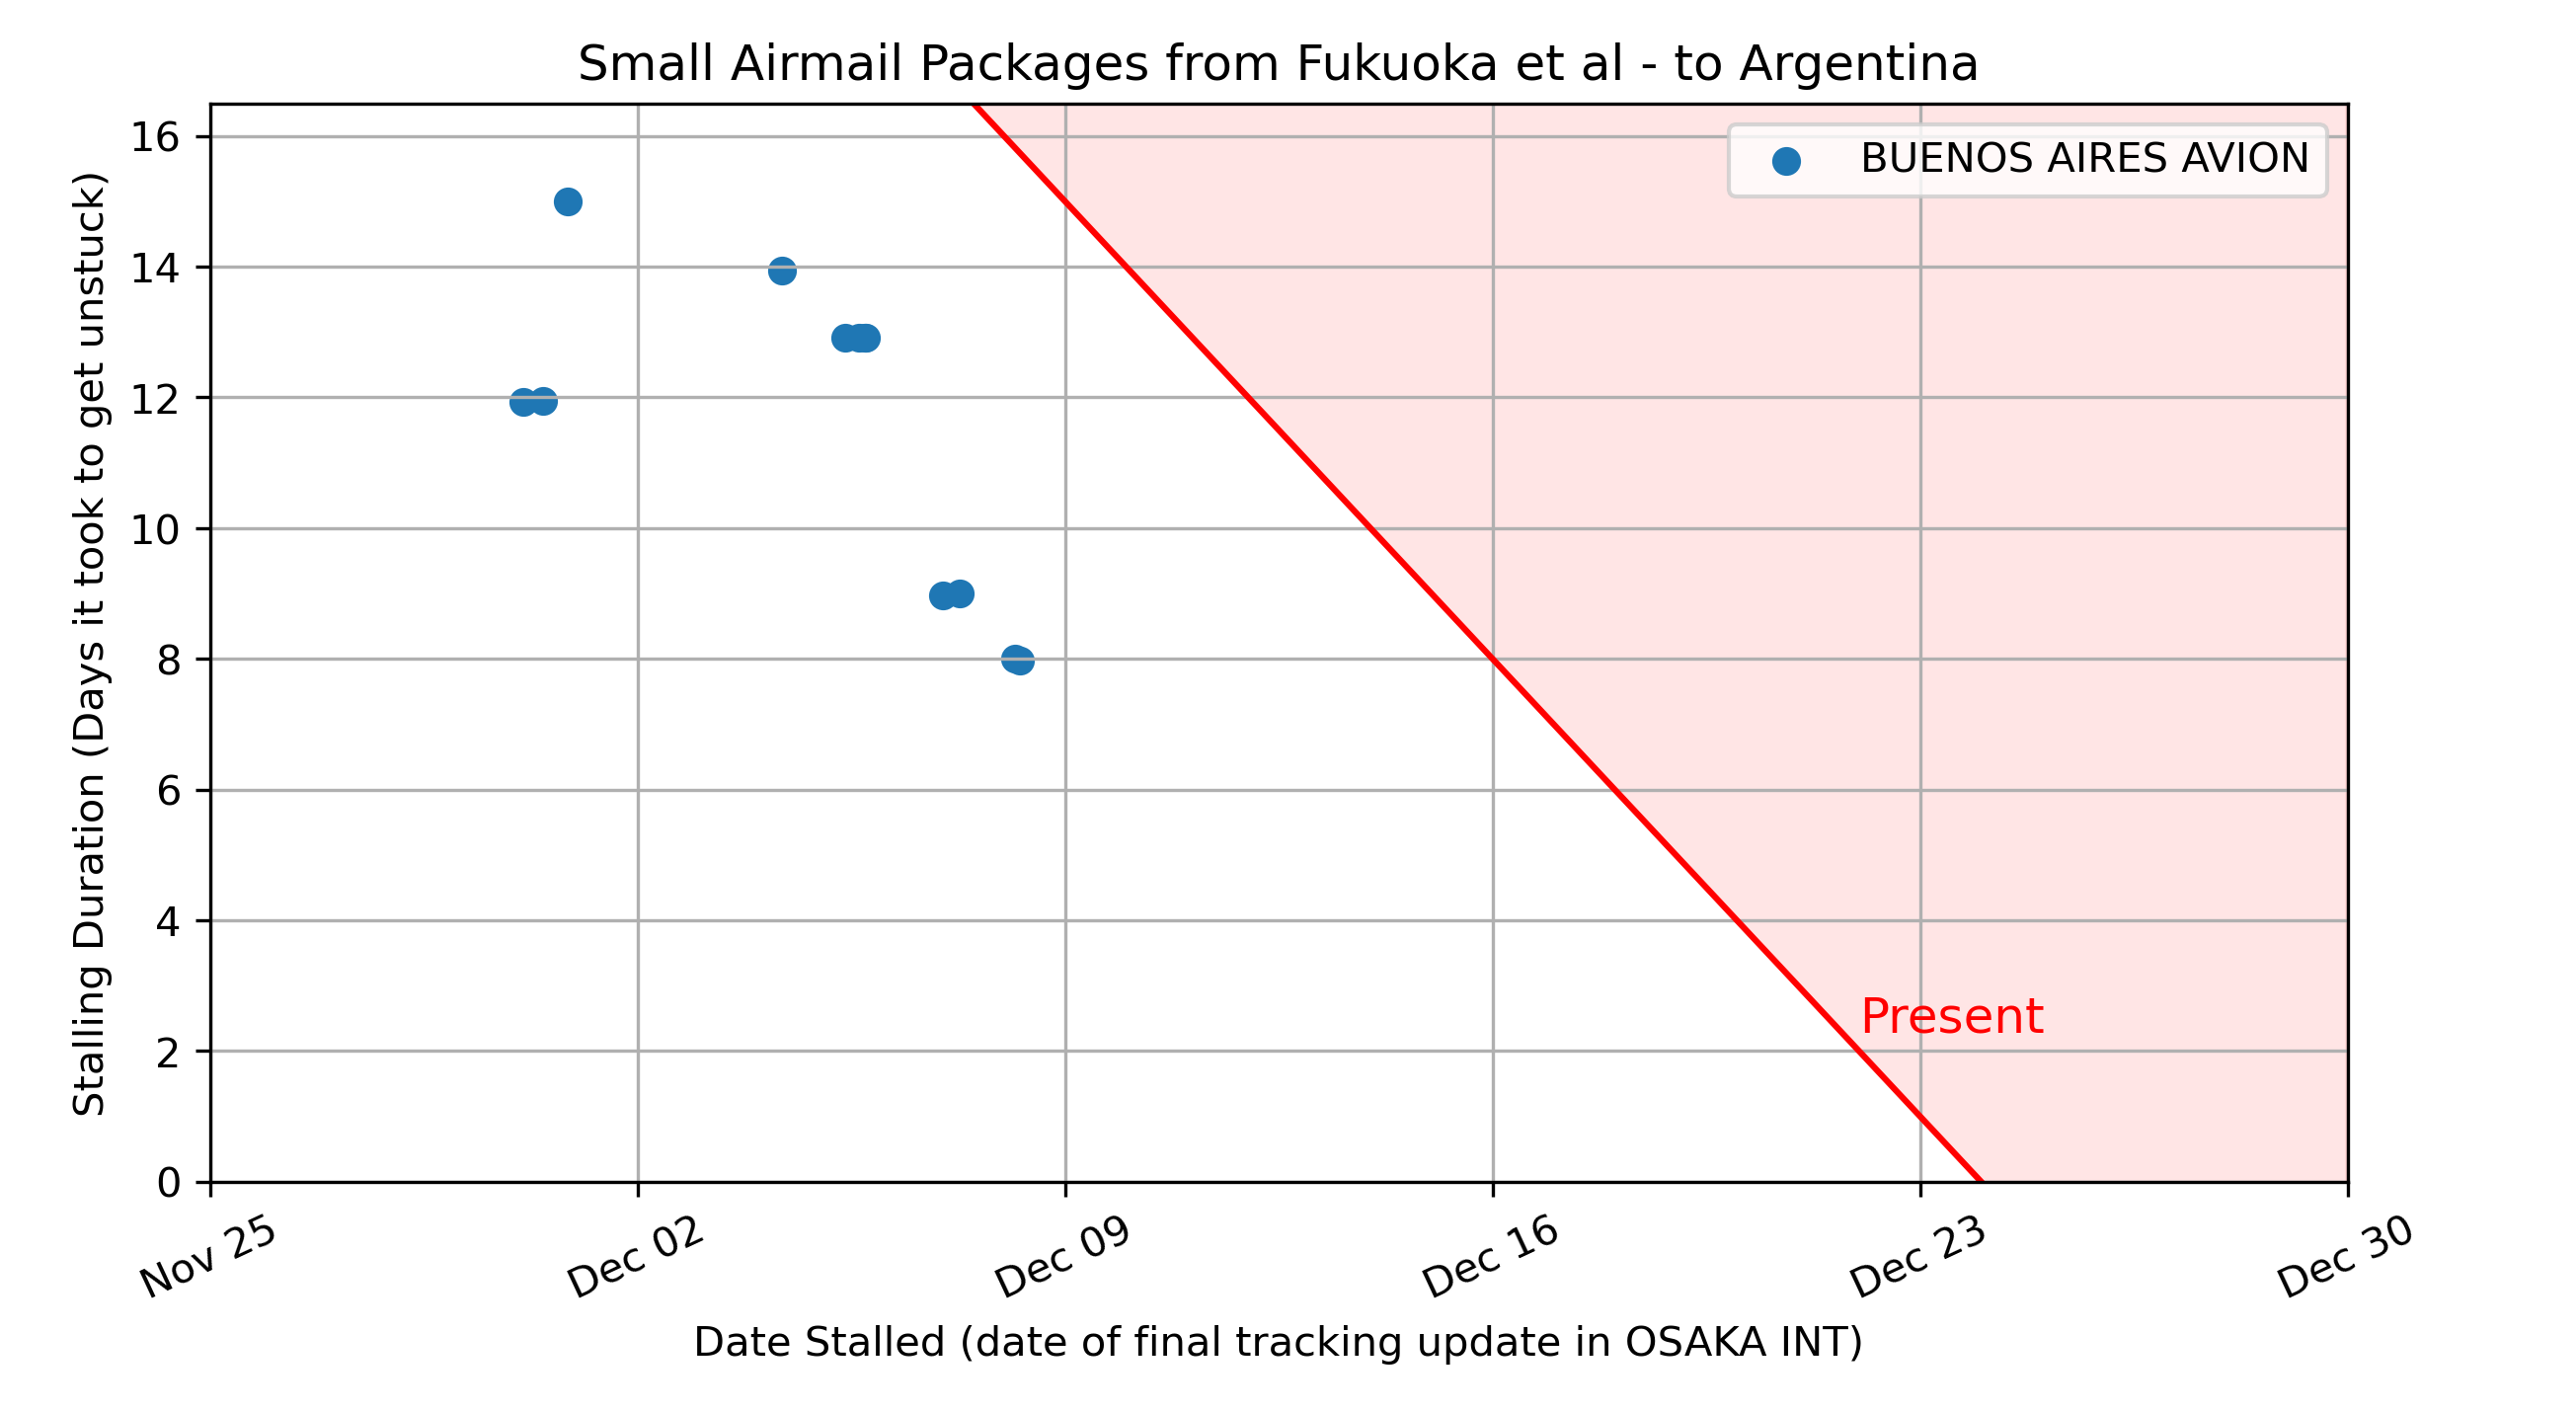 Small Airmail Packages from Fukuoka et al - to Argentina
BUENOS AIRES AVION
Stalling Duration (Days it took to get unstuck)
16
14
12
10
8
6
4
2
0
Present
Nov 25
Dec 02
Dec 09
Dec 16
Dec 23
Dec 30
Date Stalled (date of final tracking update in OSAKA INT)